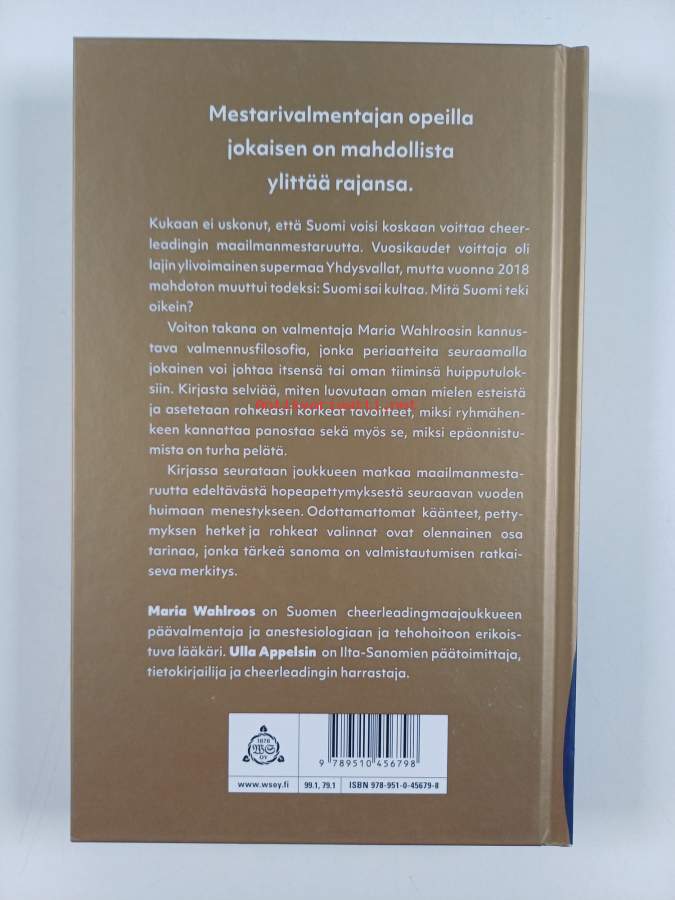 Mestarivalmentajan opeilla
jokaisen on mahdollista
ylittää rajansa.
Kukaan ei uskonut, että Suomi voisi koskaan voittaa cheer-
leadingin maailmanmestaruutta. Vuosikaudet voittaja oli
lajin ylivoimainen supermaa Yhdysvallat, mutta vuonna 2018
mahdoton muuttui todeksi: Suomi sai kultaa. Mitä Suomi teki
oikein?
Voiton takana on valmentaja Maria Wahlroosin kannus-
tava valmennusfilosofia, jonka periaatteita seuraamalla
jokainen voi johtaa itsensä tai oman tiiminsä huipputulok-
siin. Kirjasta selviää, miten luovutaan oman mielen esteistä
ja asetetaan rohkeasti korkeat tavoitteet, miksi ryhmähen-
keen kannattaa panostaa sekä myös se, miksi epäonnistu-
mista on turha pelätä.
Kirjassa seurataan joukkueen matkaa maailmanmesta-
ruutta edeltävästä hopeapettymyksestä seuraavan vuoden
huimaan menestykseen. Odottamattomat käänteet, petty-
myksen hetket ja rohkeat valinnat ovat olennainen osa
tarinaa, jonka tärkeä sanoma on valmistautumisen ratkai-
seva merkitys.
Maria Wahlroos on Suomen cheerleadingmaajoukkueen
päävalmentaja ja anestesiologiaan ja tehohoitoon erikois-
tuva lääkäri. Ulla Appelsin on Ilta-Sanomien päätoimittaja,
tietokirjailija ja cheerleadingin harrastaja.
1878
WS
OY
9 789510 456798
www.wsoy.fi
99.1, 79.1
ISBN 978-951-0-45679-8